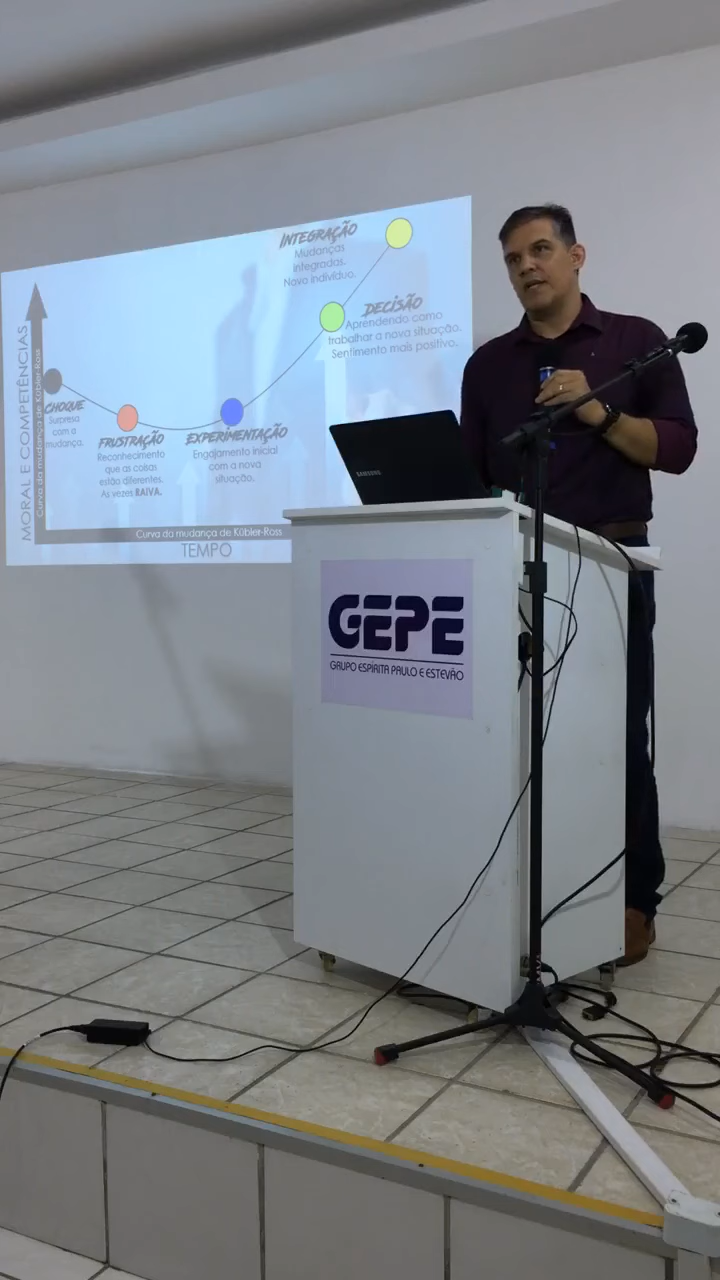 INTEGRAÇÃO
Mudanças
integradas.
Novo indivíduo.
DECISÃO
Aprendendo como
trabalhar a nova situação.
Sentimento mais positivo.
MORAL E COMPETÊNCIAS
Curva da mudança de Kübler-Ross
CHOQUE
Surpresa
com a
mudança.
FRUSTRAÇÃO
Reconhecimento
que as coisas
estão diferentes.
Às vezes RAIVA.
EXPERIMENTAÇÃO
Engajamento inicial
com a nova
situação.
Curva da mudança de Kübler-Ross
TEMPO
SAMSUNG
GEPE
GRUPO ESPÍRITA PAULO E ESTEVÃO